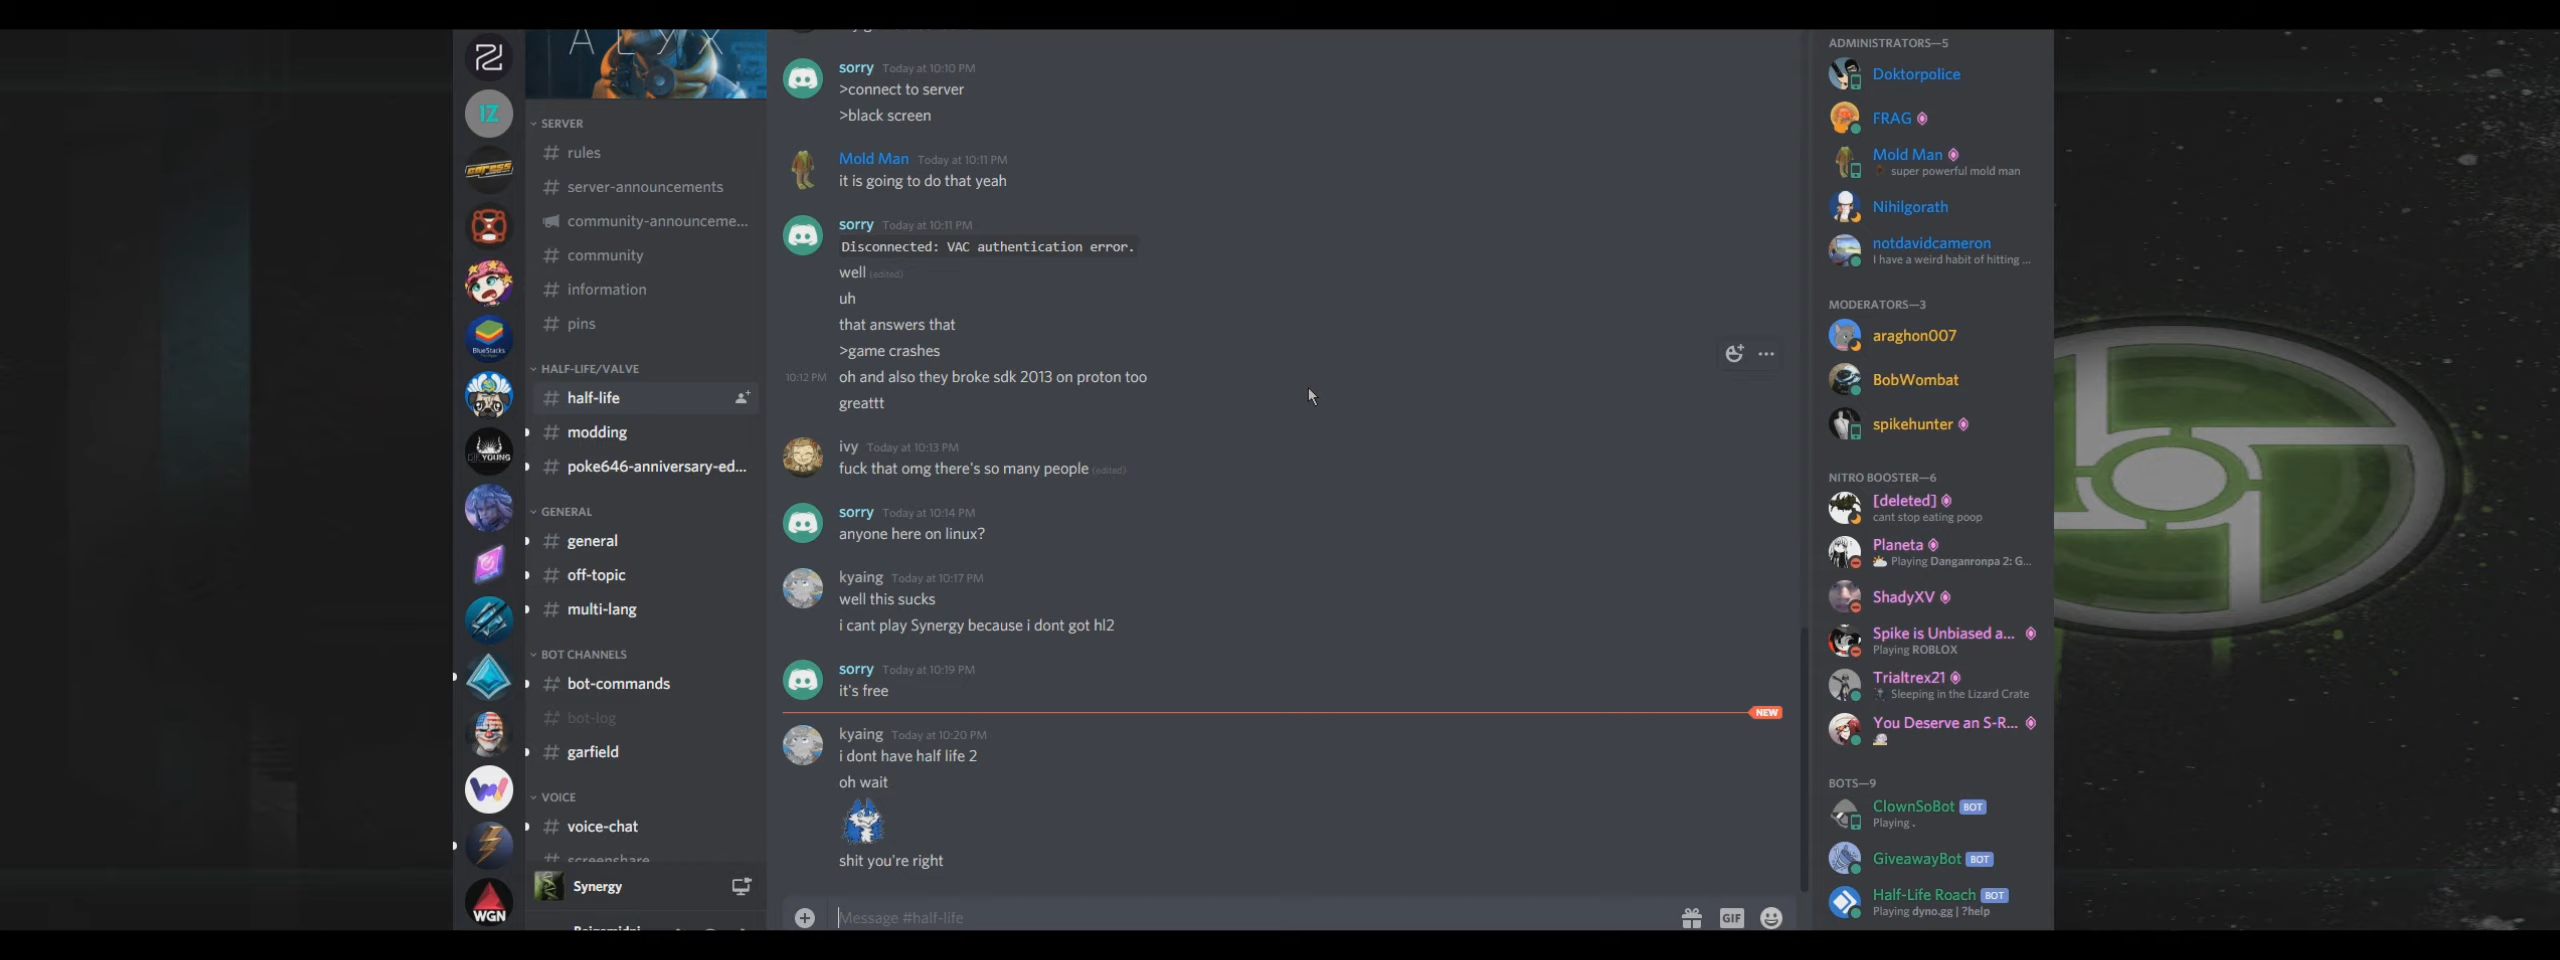 ALYX
SERVER
rules
server-announcements
community-announceme...
community
information
pins
HALF-LIFE/VALVE
half-life
modding
poke646-anniversary-ed...
GENERAL
general
off-topic
multi-lang
BOT CHANNELS
bot-commands
bot-log
garfield
VOICE
voice-chat
screenshare
Synergy
1Z
BlueStacks
WGN
sorry Today at 10:10 PM
>connect to server
>black screen
Mold Man Today at 10:11 PM
it is going to do that yeah
sorry Today at 10:11 PM
Disconnected: VAC authentication error.
well (edited)
uh
that answers that
>game crashes
10:12 PM oh and also they broke sdk 2013 on proton too
greattt
ivy Today at 10:13 PM
fuck that omg there's so many people (edited)
sorry Today at 10:14 PM
anyone here on linux?
kyaing Today at 10:17 PM
well this sucks
i cant play Synergy because i dont got hl2
sorry Today at 10:19 PM
it's free
NEW
kyaing Today at 10:20 PM
i dont have half life 2
oh wait
shit you're right
Message #half-life
GIF
ADMINISTRATORS—5
Doktorpolice
FRAG
Mold Man
super powerful mold man
Nihilgorath
notdavidcameron
I have a weird habit of hitting ...
MODERATORS—3
araghon007
BobWombat
spikehunter
NITRO BOOSTER—6
[deleted]
cant stop eating poop
Planeta
Playing Danganronpa 2: G...
ShadyXV
Spike is Unbiased a...
Playing ROBLOX
Trialtrex21
Sleeping in the Lizard Crate
You Deserve an S-R...
BOTS—9
ClownSoBot BOT
Playing .
GiveawayBot BOT
Half-Life Roach BOT
Playing dyno.gg | ?help